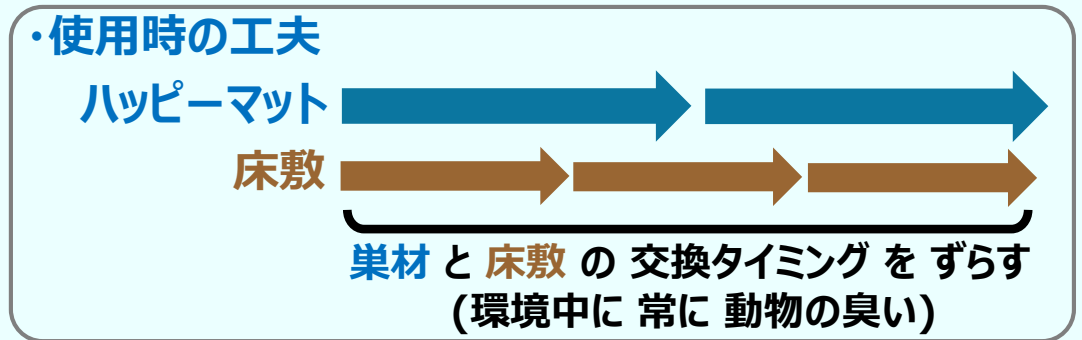 ・使用時の工夫
ハッピーマット
床敷
巣材 と 床敷 の 交換タイミング を ずらす
(環境中に 常に 動物の臭い)